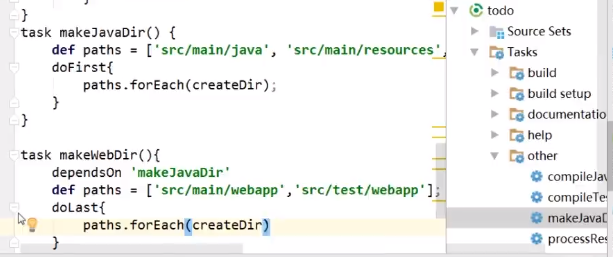 }
task makeJavaDir() {
def paths = ['src/main/java', 'src/main/resources',
doFirst{
paths.forEach(createDir);
}
}
task makeWebDir(){
dependsOn 'makeJavaDir'
def paths = ['src/main/webapp','src/test/webapp'];
doLast{
paths.forEach(createDir)
}
todo
Source Sets
Tasks
build
build setup
documentatio
help
other
compileJav
compileTes
makeJavaD
processRes